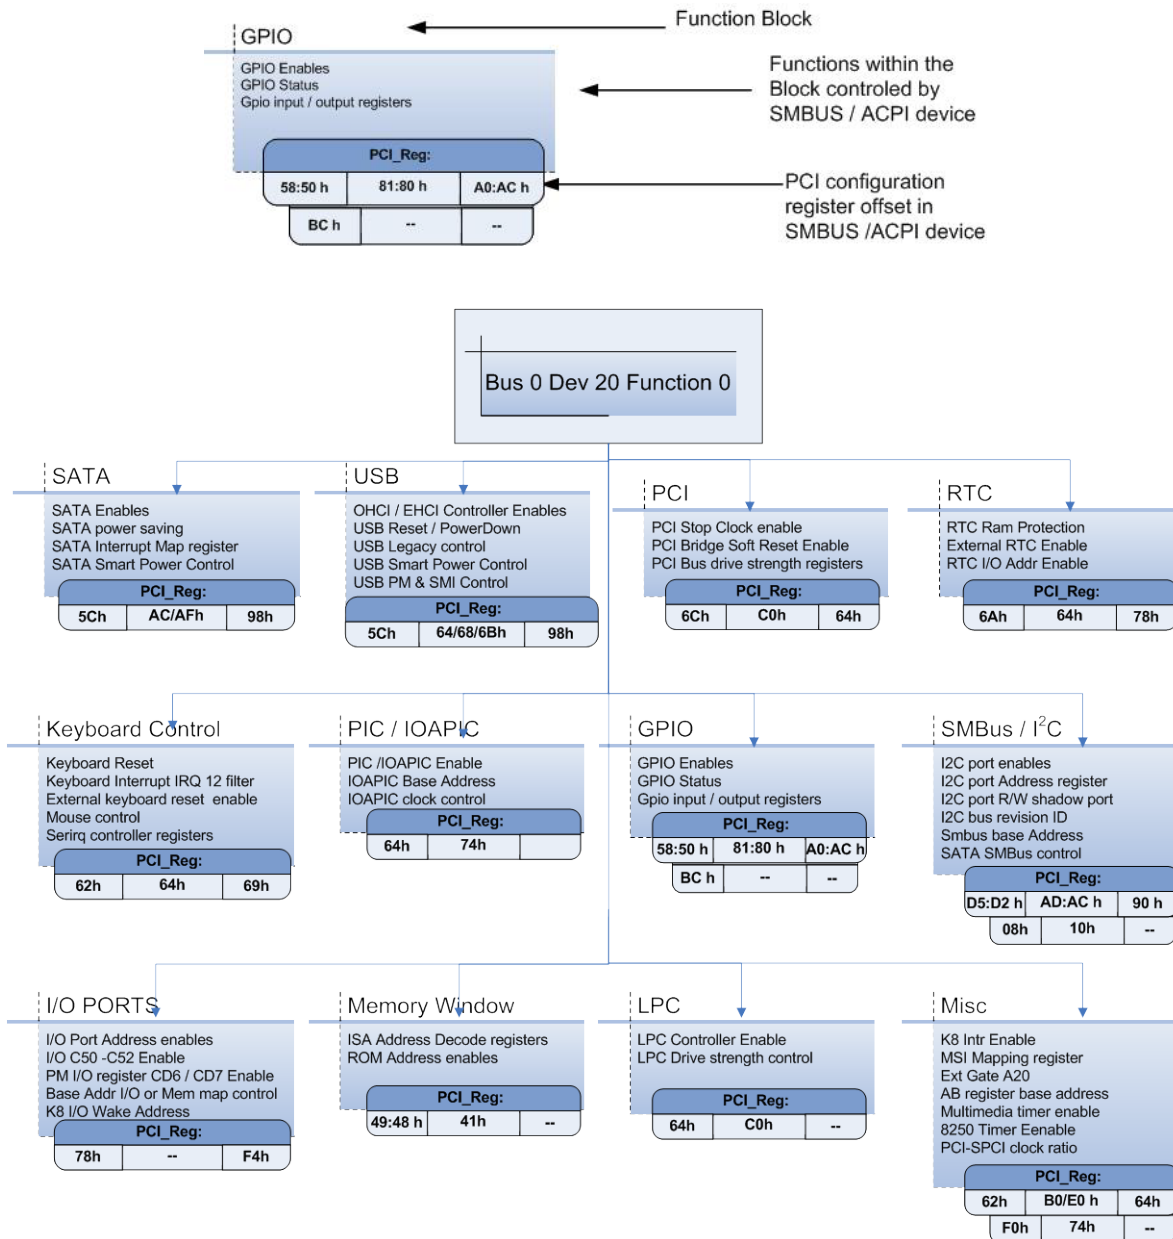 GPIO
GPIO Enables
GPIO Status
Gpio input / output registers
PCI_Reg:
58:50 h 81:80 h A0:AC h
BC h -- --
Function Block
Functions within the
Block controled by
SMBUS / ACPI device
PCI configuration
register offset in
SMBUS /ACPI device
Bus 0 Dev 20 Function 0
SATA
SATA Enables
SATA power saving
SATA Interrupt Map register
SATA Smart Power Control
PCI_Reg:
5Ch AC/AFh 98h
USB
OHCI / EHCI Controller Enables
USB Reset / PowerDown
USB Legacy control
USB Smart Power Control
USB PM & SMI Control
PCI_Reg:
5Ch 64/68/6Bh 98h
PCI
PCI Stop Clock enable
PCI Bridge Soft Reset Enable
PCI Bus drive strength registers
PCI_Reg:
6Ch C0h 64h
RTC
RTC Ram Protection
External RTC Enable
RTC I/O Addr Enable
PCI_Reg:
6Ah 64h 78h
Keyboard Control
Keyboard Reset
Keyboard Interrupt IRQ 12 filter
External keyboard reset enable
Mouse control
Serirq controller registers
PCI_Reg:
62h 64h 69h
PIC / IOAPIC
PIC /IOAPIC Enable
IOAPIC Base Address
IOAPIC clock control
PCI_Reg:
64h 74h
GPIO
GPIO Enables
GPIO Status
Gpio input / output registers
PCI_Reg:
58:50 h 81:80 h A0:AC h
BC h -- --
SMBus / I²C
I2C port enables
I2C port Address register
I2C port R/W shadow port
I2C bus revision ID
Smbus base Address
SATA SMBus control
PCI_Reg:
D5:D2 h AD:AC h 90 h
08h 10h --
I/O PORTS
I/O Port Address enables
I/O C50 -C52 Enable
PM I/O register CD6 / CD7 Enable
Base Addr I/O or Mem map control
K8 I/O Wake Address
PCI_Reg:
78h -- F4h
Memory Window
ISA Address Decode registers
ROM Address enables
PCI_Reg:
49:48 h 41h --
LPC
LPC Controller Enable
LPC Drive strength control
PCI_Reg:
64h C0h --
Misc
K8 Intr Enable
MSI Mapping register
Ext Gate A20
AB register base address
Multimedia timer enable
8250 Timer Eenable
PCI-SPCI clock ratio
PCI_Reg:
62h B0/E0 h 64h
F0h 74h --